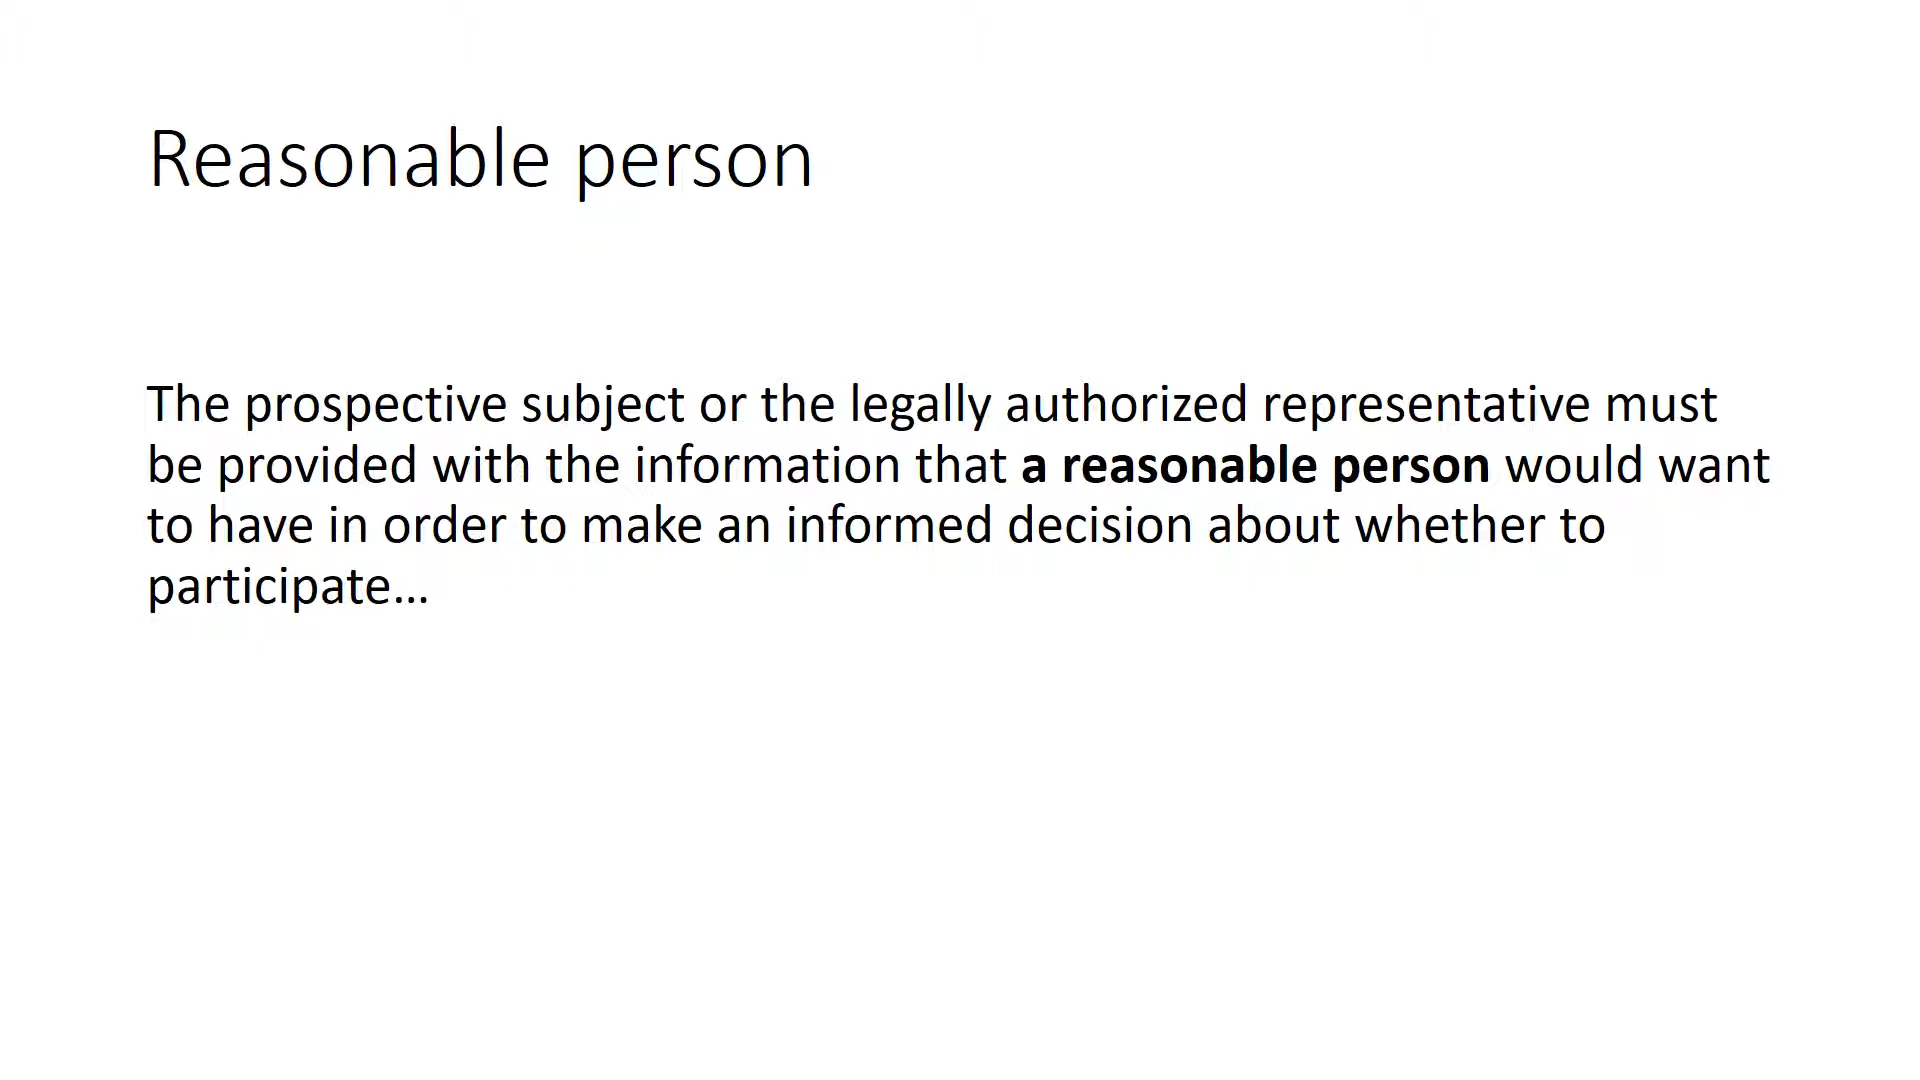 Reasonable person
The prospective subject or the legally authorized representative must
be provided with the information that a reasonable person would want
to have in order to make an informed decision about whether to
participate…